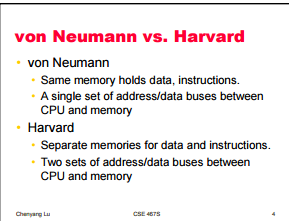 von Neumann vs. Harvard
• von Neumann
• Same memory holds data, instructions.
• A single set of address/data buses between
CPU and memory
• Harvard
• Separate memories for data and instructions.
• Two sets of address/data buses between
CPU and memory
Chenyang Lu CSE 467S 4